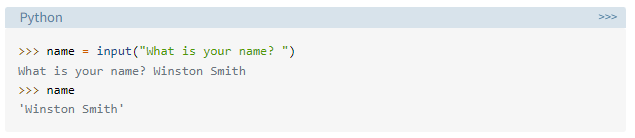 Python
>>>
>>> name = input("What is your name? ")
What is your name? Winston Smith
>>> name
'Winston Smith'